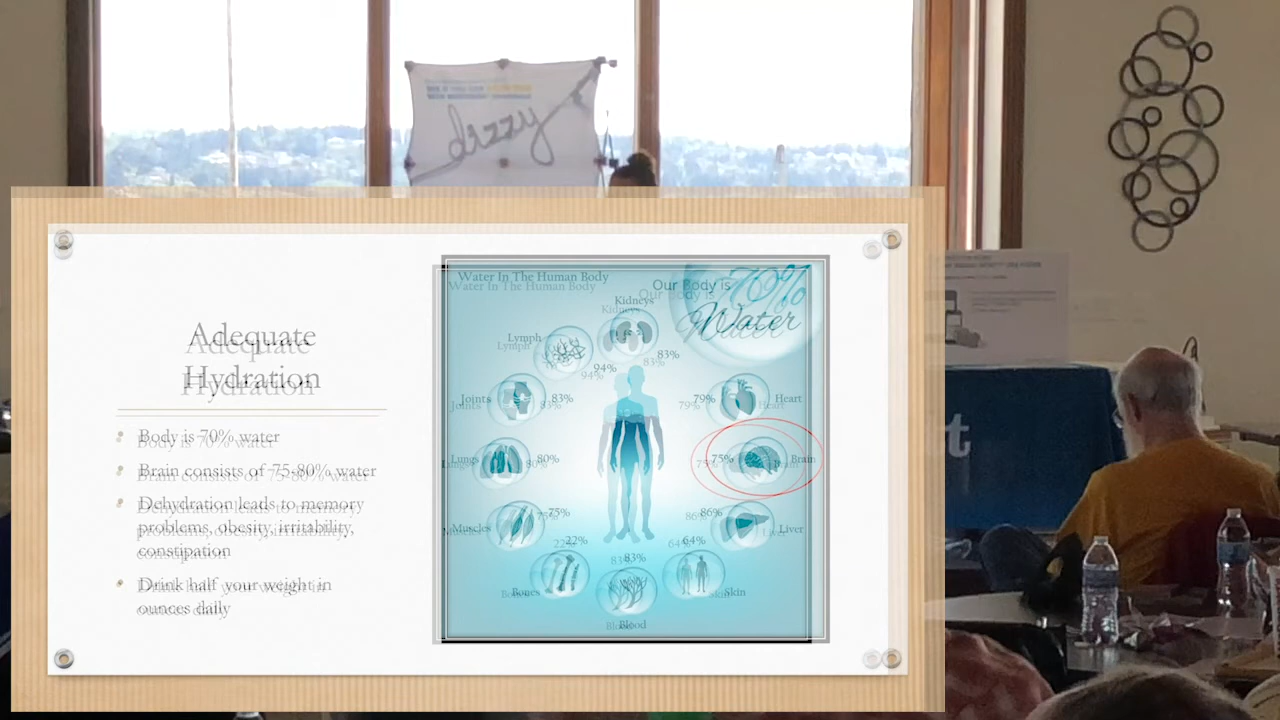 dizzy
Adequate
Hydration
Body is 70% water
Brain consists of 75-80% water
Dehydration leads to memory
problems, obesity, irritability,
constipation
Drink half your weight in
ounces daily
Water In The Human Body
Our Body is
70%
Water
Kidneys
83%
Lymph
94%
Joints
83%
79%
Heart
Lungs
80%
75%
Brain
Muscles
75%
86%
Liver
Bones
22%
64%
Skin
83%
Blood
t